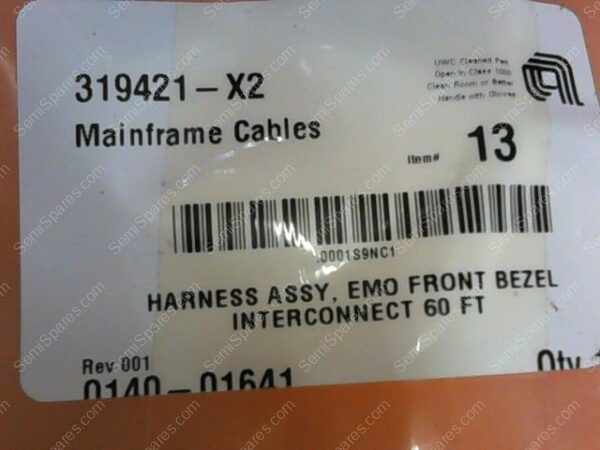 319421-X2
UWC Cleaned Part
Open in Class 1000
Clean Room or Better
Handle with Gloves
Mainframe Cables
Item# 13
0001S9NC1
HARNESS ASSY, EMO FRONT BEZEL
INTERCONNECT 60 FT
Rev 001
0140-01641
Qty
SemiSpares.com